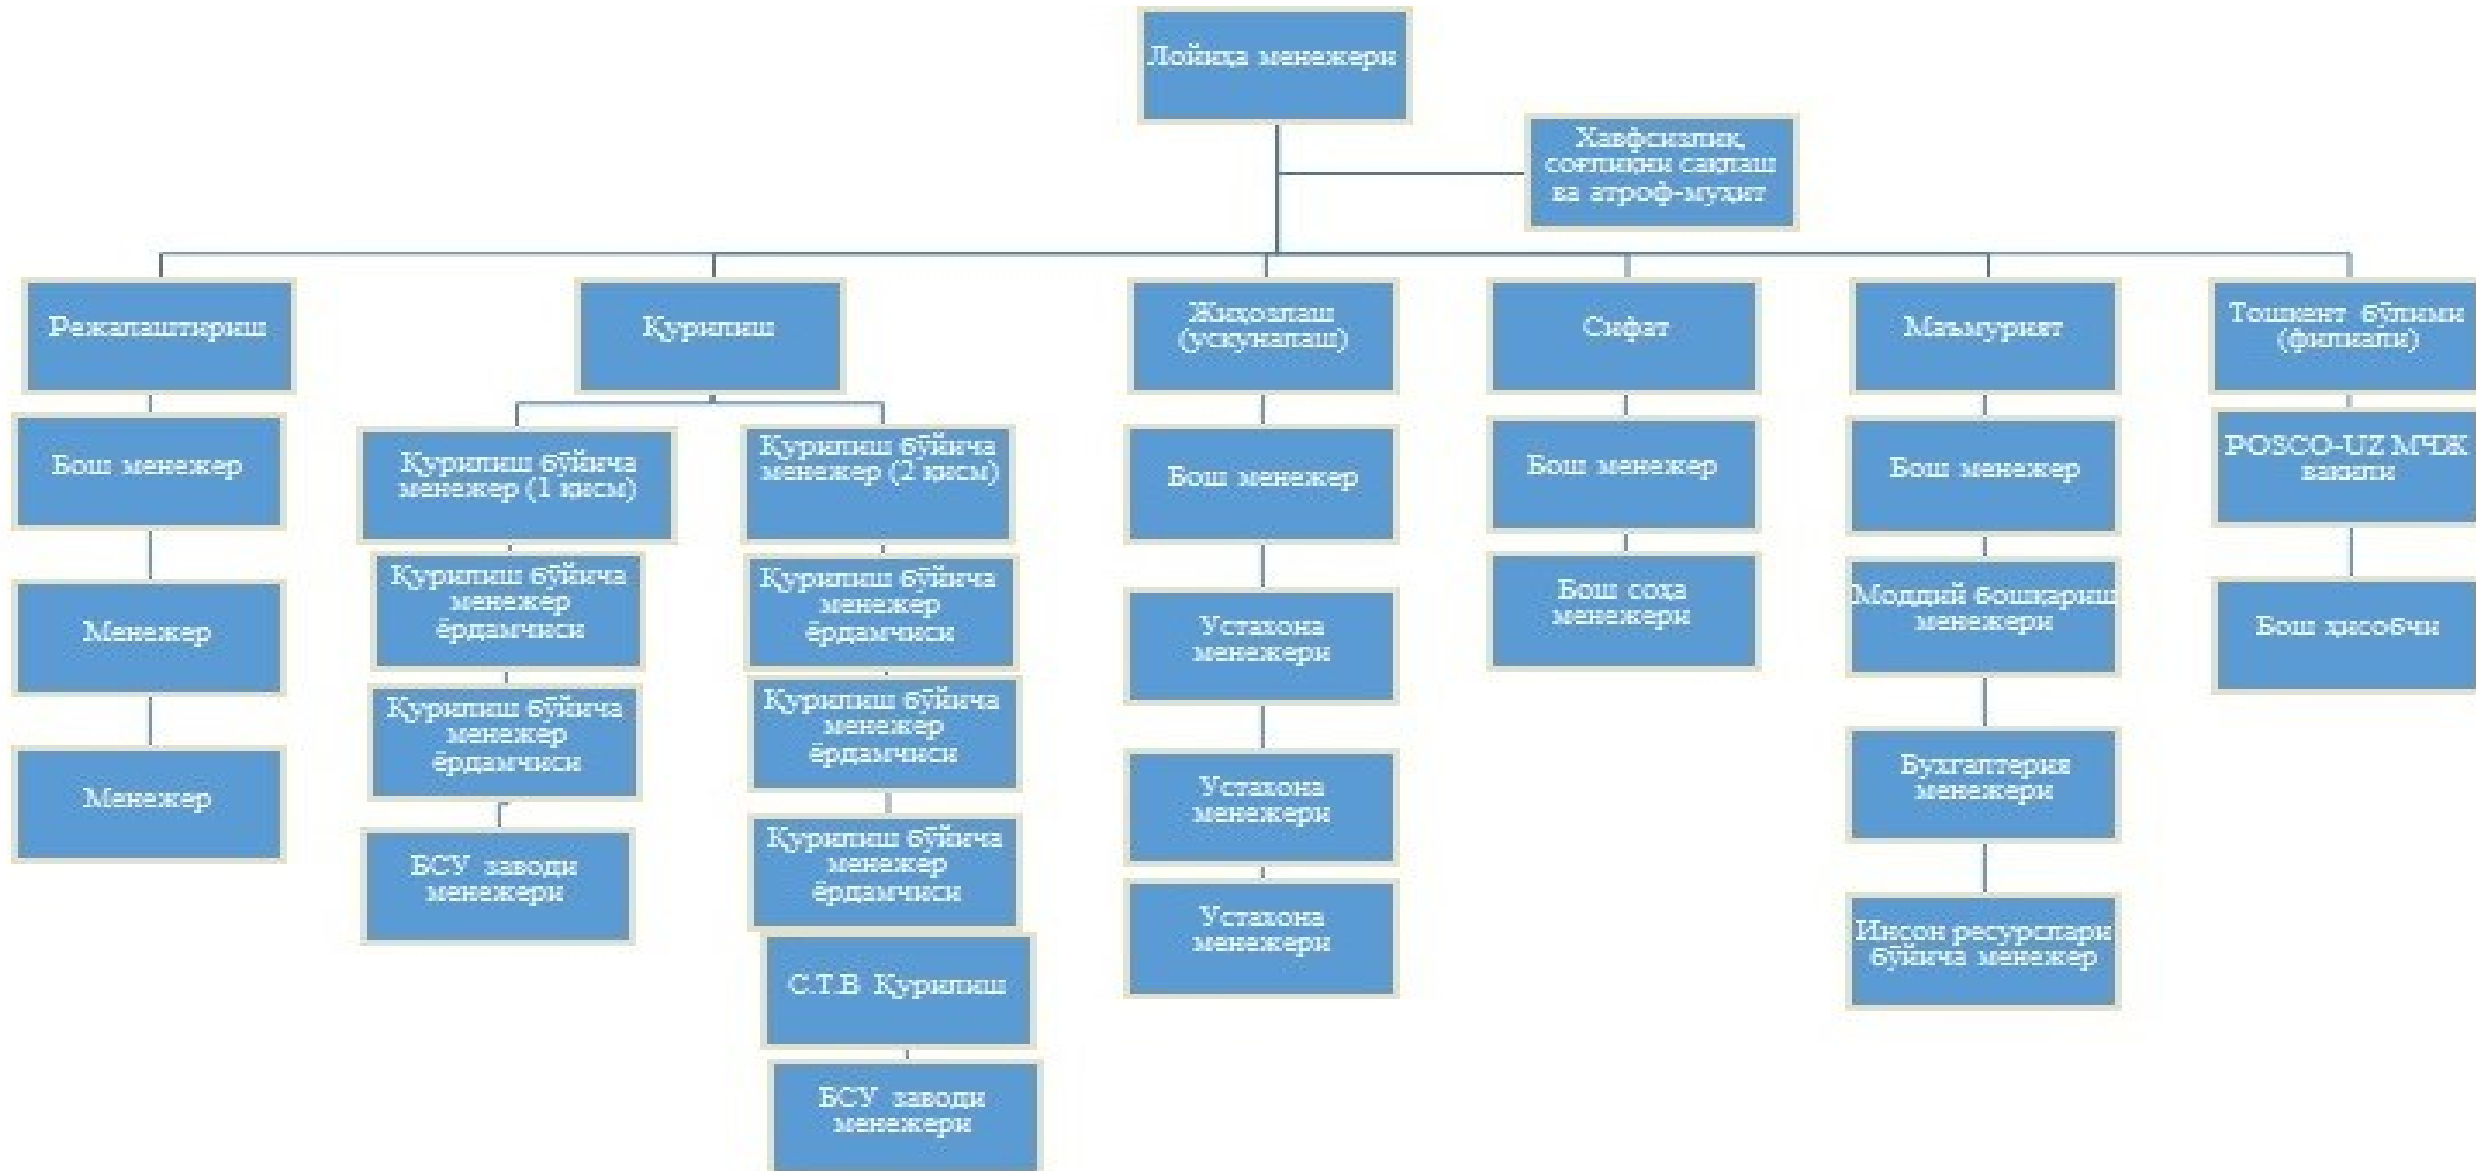 Лойиҳа менежери
Хавфсизлик,
соғлиқни сақлаш
ва атроф-муҳит
Режалаштириш
Қурилиш
Жиҳозлаш
(ускуналаш)
Сифат
Маъмурият
Тошкент бўлими
(филиали)
Бош менежер
Қурилиш бўйича
менежер (1 қисм)
Қурилиш бўйича
менежер (2 қисм)
Бош менежер
Бош менежер
Бош менежер
POSCO-UZ МЧЖ
вакили
Менежер
Қурилиш бўйича
менежер
ёрдамчиси
Қурилиш бўйича
менежер
ёрдамчиси
Устахона
менежери
Бош соҳа
менежери
Моддий бошқариш
менежери
Бош ҳисобчи
Менежер
Қурилиш бўйича
менежер
ёрдамчиси
Қурилиш бўйича
менежер
ёрдамчиси
Устахона
менежери
Бухгалтерия
менежери
БСУ заводи
менежери
Қурилиш бўйича
менежер
ёрдамчиси
Устахона
менежери
Инсон ресурслари
бўйича менежер
С.Т.В Қурилиш
БСУ заводи
менежери